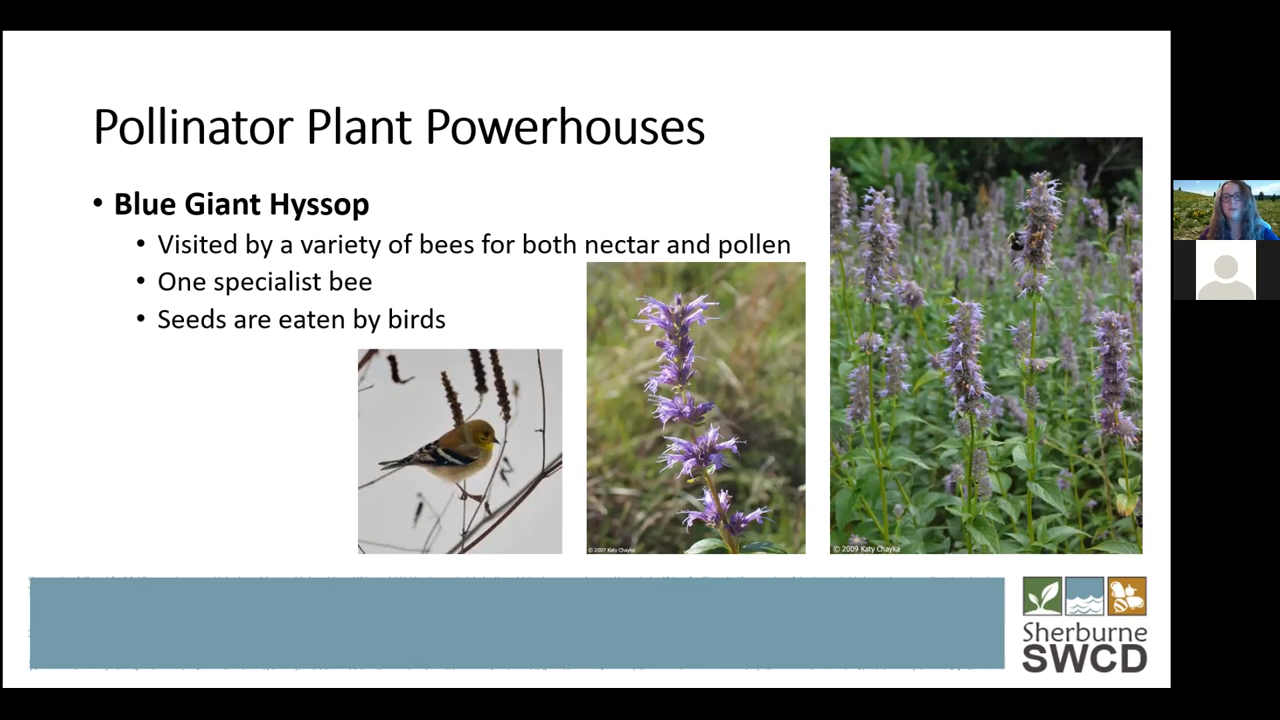 Pollinator Plant Powerhouses
• Blue Giant Hyssop
• Visited by a variety of bees for both nectar and pollen
• One specialist bee
• Seeds are eaten by birds
© 2007 Katy Chayka
© 2009 Katy Chayka
Sherburne
SWCD